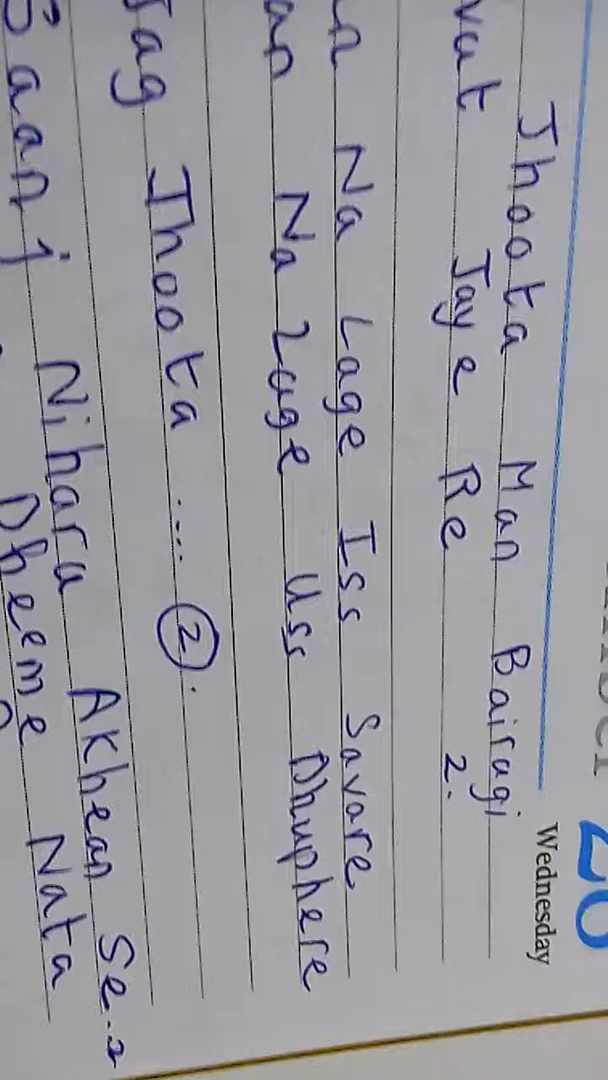 Wednesday
Jhoota Man Bairagi
Jaye Re 2.
Na Lage Iss Savare
Na Lage Uss Dhuphere
Jag Jhoota .... 2.
Saanj Nihara Akhean Se..2
Dheeme Nata